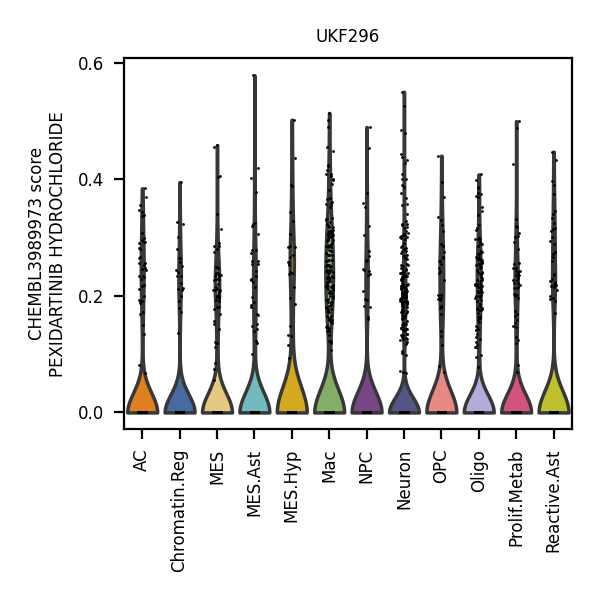 UKF296
CHEMBL3989973 score
PEXIDARTINIB HYDROCHLORIDE
0.6
0.4
0.2
0.0
AC
Chromatin.Reg
MES
MES.Ast
MES.Hyp
Mac
NPC
Neuron
OPC
Oligo
Prolif.Metab
Reactive.Ast